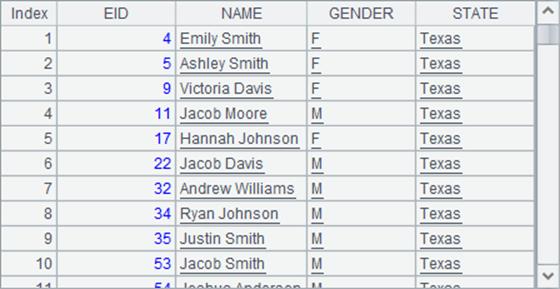 Index EID NAME GENDER STATE
1 4 Emily Smith F Texas
2 5 Ashley Smith F Texas
3 9 Victoria Davis F Texas
4 11 Jacob Moore M Texas
5 17 Hannah Johnson F Texas
6 22 Jacob Davis M Texas
7 32 Andrew Williams M Texas
8 34 Ryan Johnson M Texas
9 35 Justin Smith M Texas
10 53 Jacob Smith M Texas
11 54 Joshua Anderson M Texas